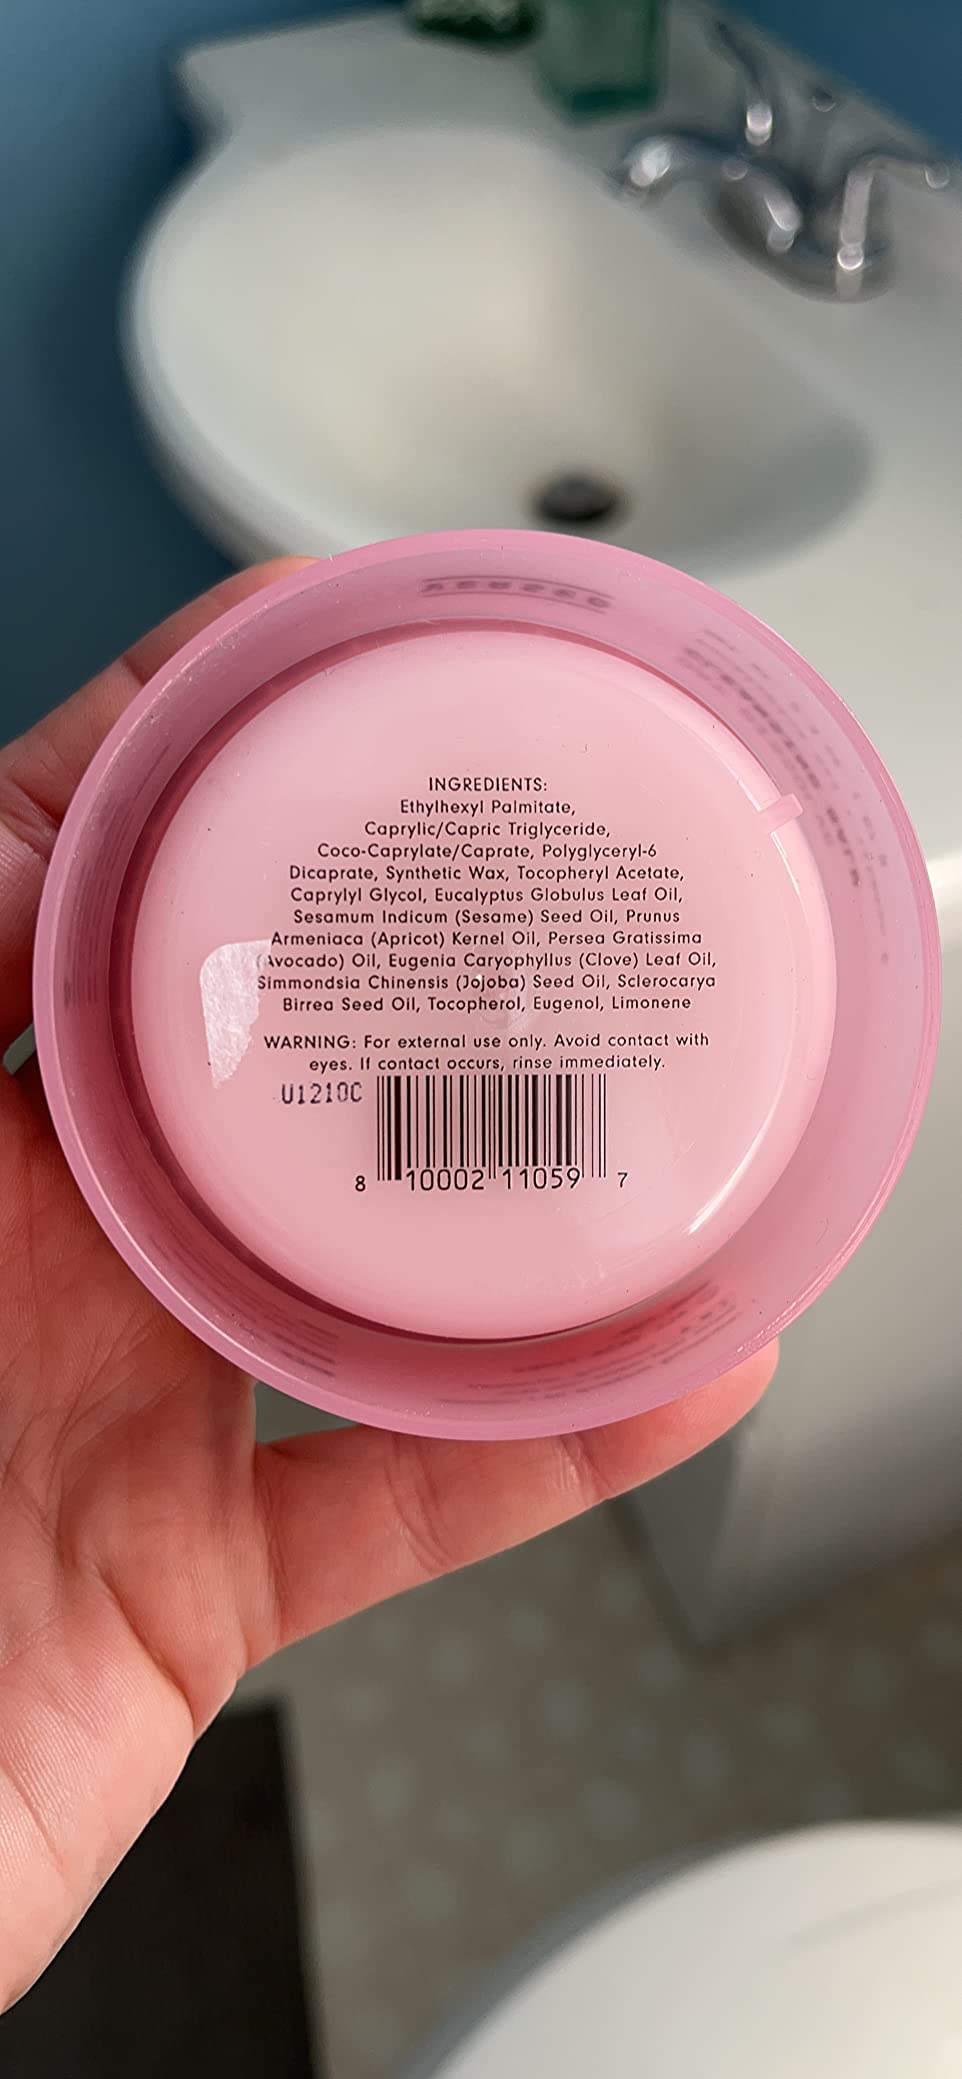 INGREDIENTS:
Ethylhexyl Palmitate,
Caprylic/Capric Triglyceride,
Coco-Caprylate/Caprate, Polyglyceryl-6
Dicaprate, Synthetic Wax, Tocopheryl Acetate,
Caprylyl Glycol, Eucalyptus Globulus Leaf Oil,
Sesamum Indicum (Sesame) Seed Oil, Prunus
Armeniaca (Apricot) Kernel Oil, Persea Gratissima
(Avocado) Oil, Eugenia Caryophyllus (Clove) Leaf Oil,
Simmondsia Chinensis (Jojoba) Seed Oil, Sclerocarya
Birrea Seed Oil, Tocopherol, Eugenol, Limonene
WARNING: For external use only. Avoid contact with
eyes. If contact occurs, rinse immediately.
U1210C
8 10002 11059 7